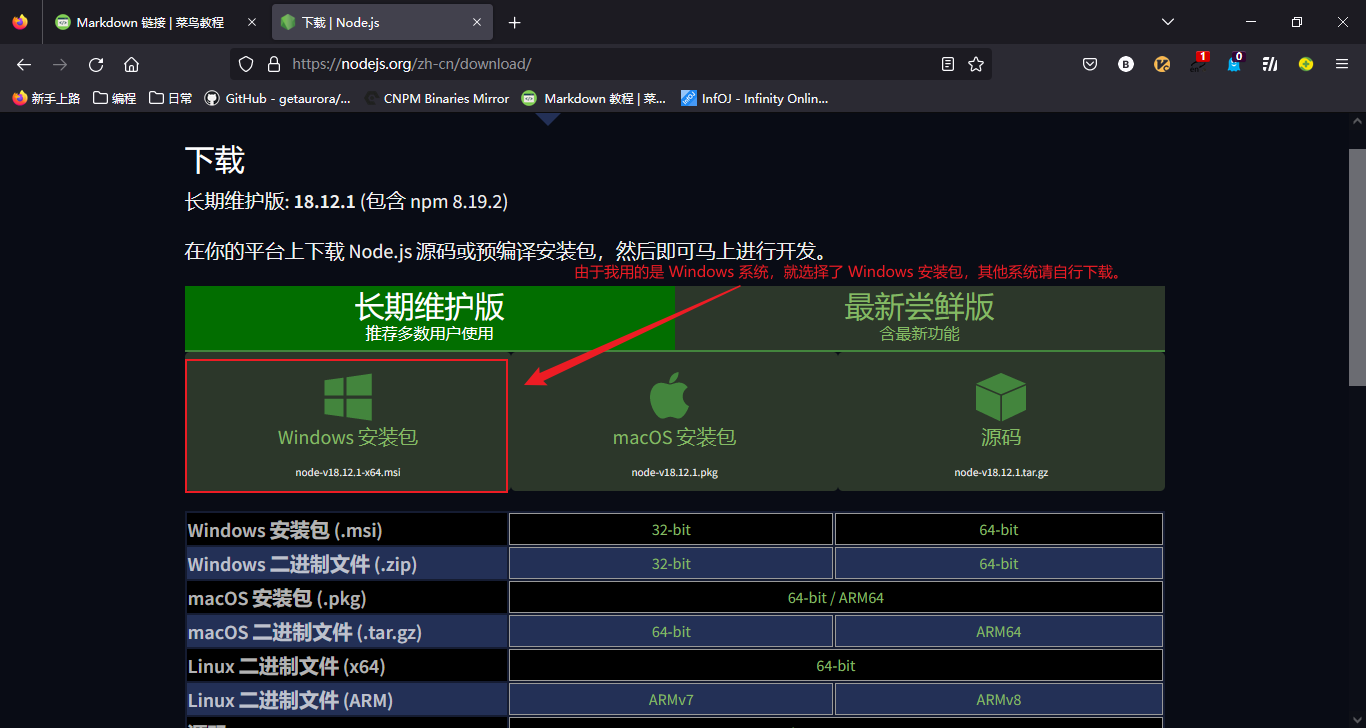 Markdown 链接 | 菜鸟教程
下载 | Node.js
https://nodejs.org/zh-cn/download/
B
1
0
新手上路
编程
日常
GitHub - getaurora/...
CNPM Binaries Mirror
Markdown 教程 | 菜...
InfOJ - Infinity Onlin...
下载
长期维护版: 18.12.1 (包含 npm 8.19.2)
在你的平台上下载 Node.js 源码或预编译安装包，然后即可马上进行开发。
由于我用的是 Windows 系统，就选择了 Windows 安装包，其他系统请自行下载。
长期维护版
推荐多数用户使用
最新尝鲜版
含最新功能
Windows 安装包
node-v18.12.1-x64.msi
macOS 安装包
node-v18.12.1.pkg
源码
node-v18.12.1.tar.gz
Windows 安装包 (.msi) 32-bit 64-bit
Windows 二进制文件 (.zip) 32-bit 64-bit
macOS 安装包 (.pkg) 64-bit / ARM64
macOS 二进制文件 (.tar.gz) 64-bit ARM64
Linux 二进制文件 (x64) 64-bit
Linux 二进制文件 (ARM) ARMv7 ARMv8